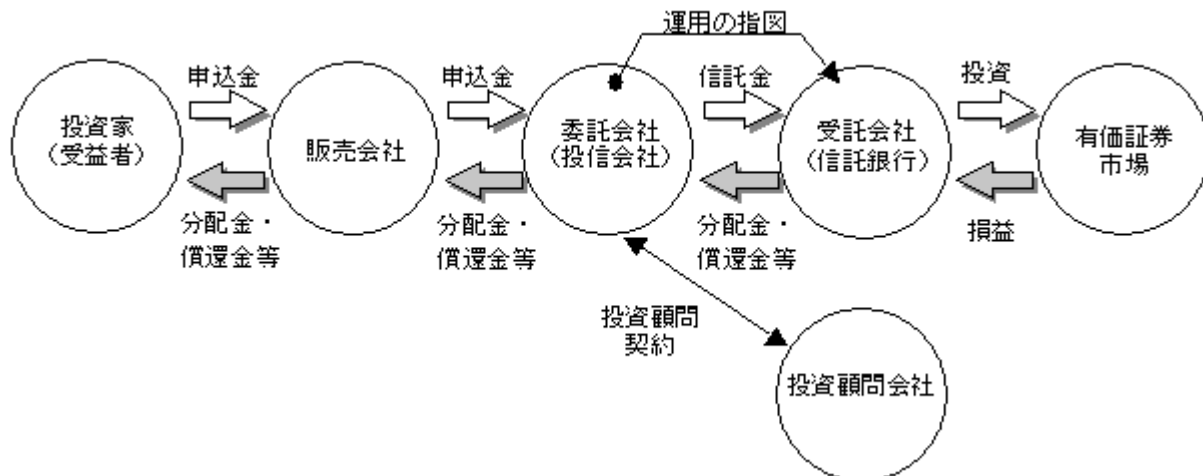 運用の指図
申込金
申込金
信託金
投資
投資家
(受益者)
販売会社
委託会社
(投信会社)
受託会社
(信託銀行)
有価証券
市場
分配金・
償還金等
分配金・
償還金等
分配金・
償還金等
損益
投資顧問
契約
投資顧問会社